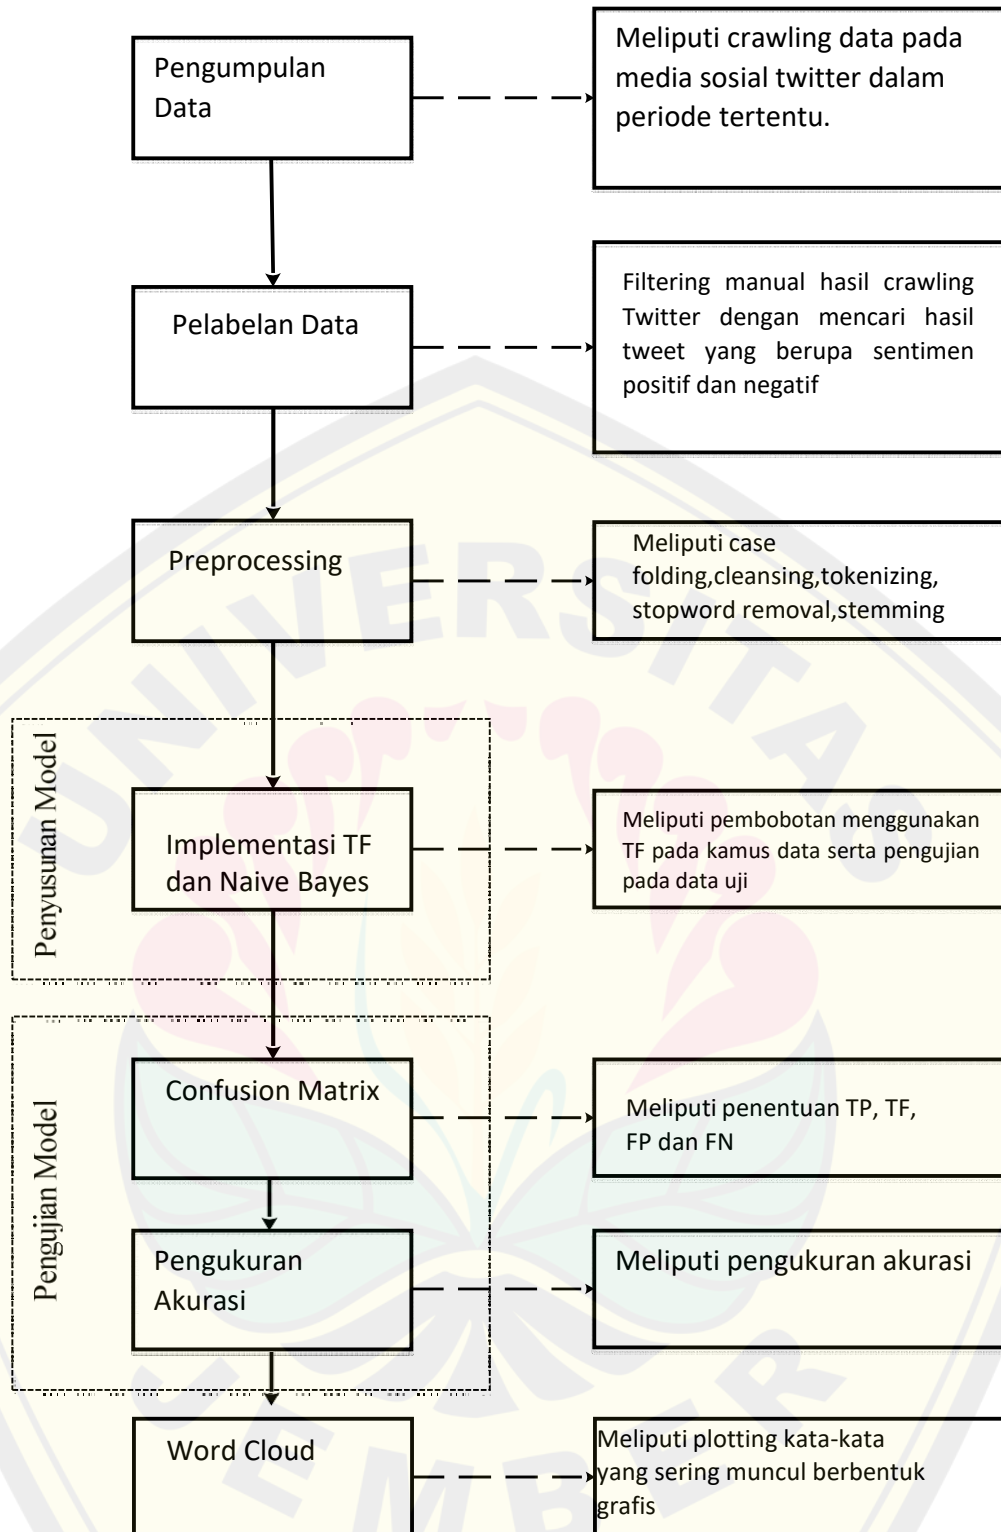 Pengumpulan
Data
Meliputi crawling data pada
media sosial twitter dalam
periode tertentu.
Pelabelan Data
Filtering manual hasil crawling
Twitter dengan mencari hasil
tweet yang berupa sentimen
positif dan negatif
Preprocessing
Meliputi case
folding,cleansing,tokenizing,
stopword removal,stemming
Penyusunan Model
Implementasi TF
dan Naive Bayes
Meliputi pembobotan menggunakan
TF pada kamus data serta pengujian
pada data uji
Pengujian Model
Confusion Matrix
Meliputi penentuan TP, TF,
FP dan FN
Pengukuran
Akurasi
Meliputi pengukuran akurasi
Word Cloud
Meliputi plotting kata-kata
yang sering muncul berbentuk
grafis
UNIVERSITAS
JEMBER